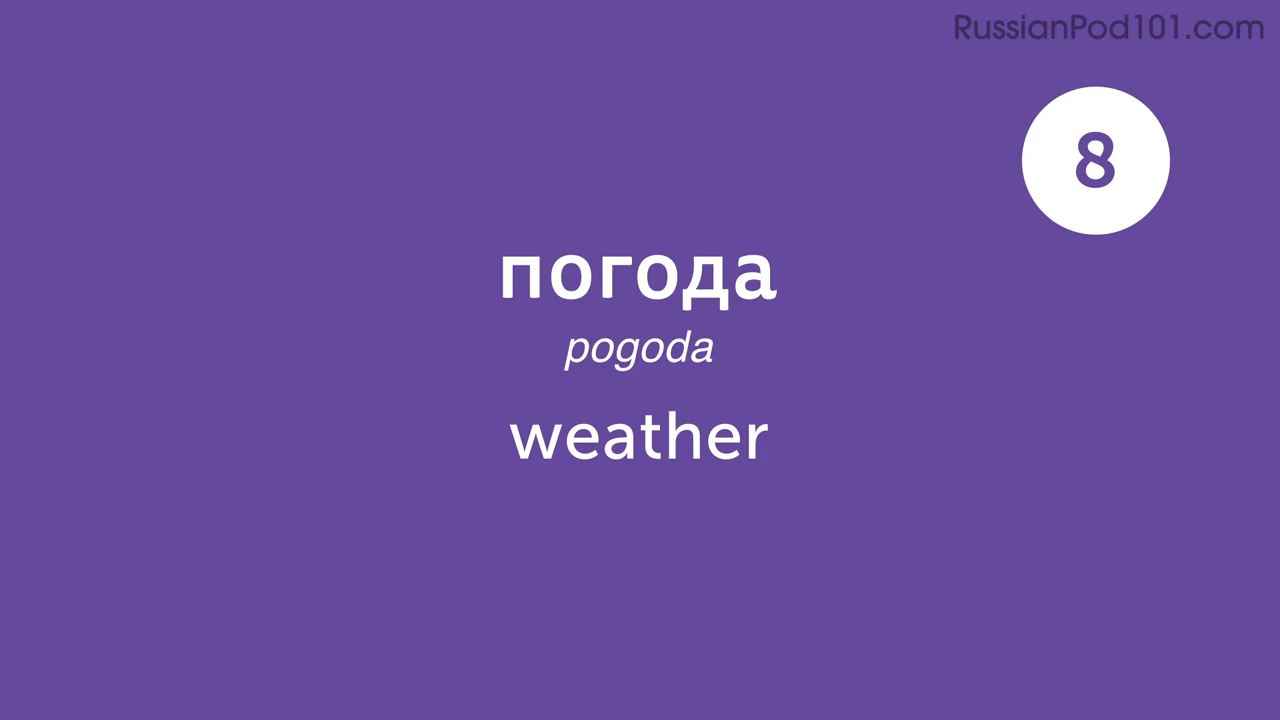 RussianPod101.com
8
погода
pogoda
weather